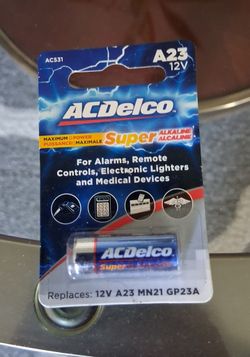 AC531
A23
12V
ACDelco
MAXIMUM POWER
PUISSANCE MAXIMALE
Super ALKALINE
ALCALINE
For Alarms, Remote
Controls, Electronic Lighters
and Medical Devices
ACDelco
Super
Replaces: 12V A23 MN21 GP23A